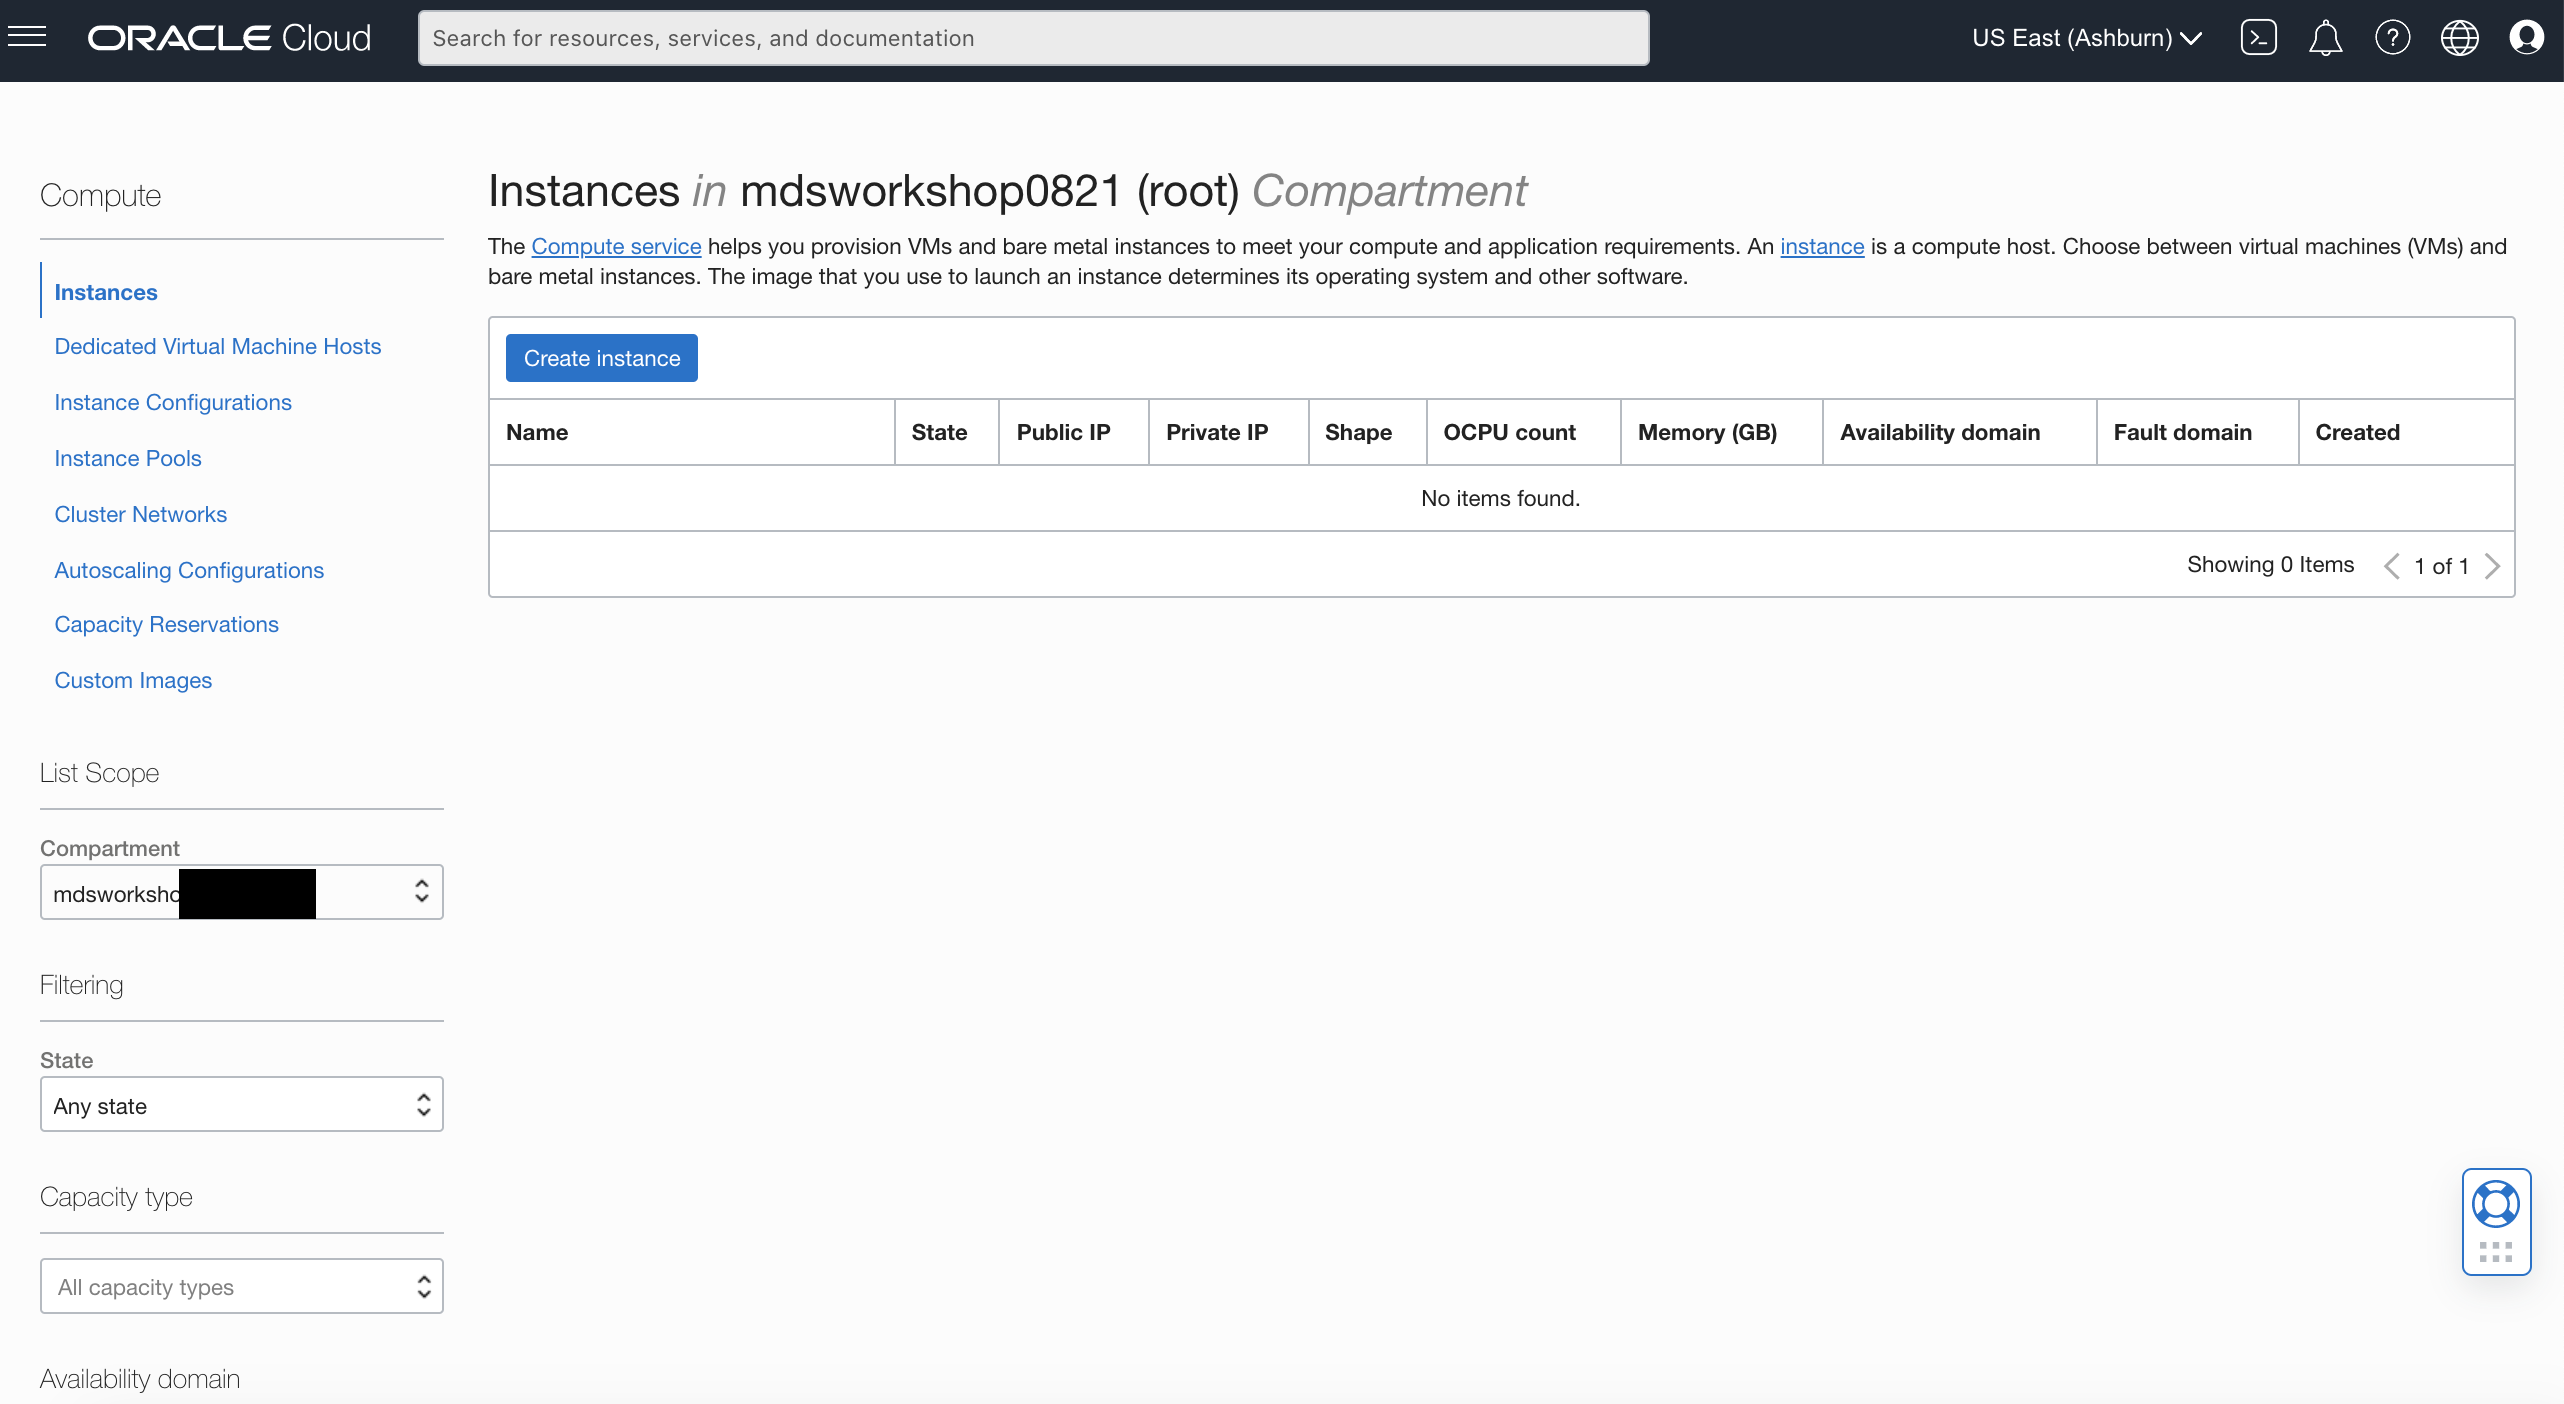 ORACLE Cloud
Search for resources, services, and documentation
US East (Ashburn)
Compute
Instances
Dedicated Virtual Machine Hosts
Instance Configurations
Instance Pools
Cluster Networks
Autoscaling Configurations
Capacity Reservations
Custom Images
List Scope
Compartment
mdsworksho
Filtering
State
Any state
Capacity type
All capacity types
Availability domain
Instances in mdsworkshop0821 (root) Compartment
The Compute service helps you provision VMs and bare metal instances to meet your compute and application requirements. An instance is a compute host. Choose between virtual machines (VMs) and
bare metal instances. The image that you use to launch an instance determines its operating system and other software.
Create instance
Name State Public IP Private IP Shape OCPU count Memory (GB) Availability domain Fault domain Created
No items found.
Showing 0 Items 1 of 1